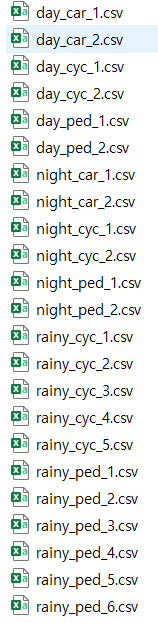 day_car_1.csv
day_car_2.csv
day_cyc_1.csv
day_cyc_2.csv
day_ped_1.csv
day_ped_2.csv
night_car_1.csv
night_car_2.csv
night_cyc_1.csv
night_cyc_2.csv
night_ped_1.csv
night_ped_2.csv
rainy_cyc_1.csv
rainy_cyc_2.csv
rainy_cyc_3.csv
rainy_cyc_4.csv
rainy_cyc_5.csv
rainy_ped_1.csv
rainy_ped_2.csv
rainy_ped_3.csv
rainy_ped_4.csv
rainy_ped_5.csv
rainy_ped_6.csv